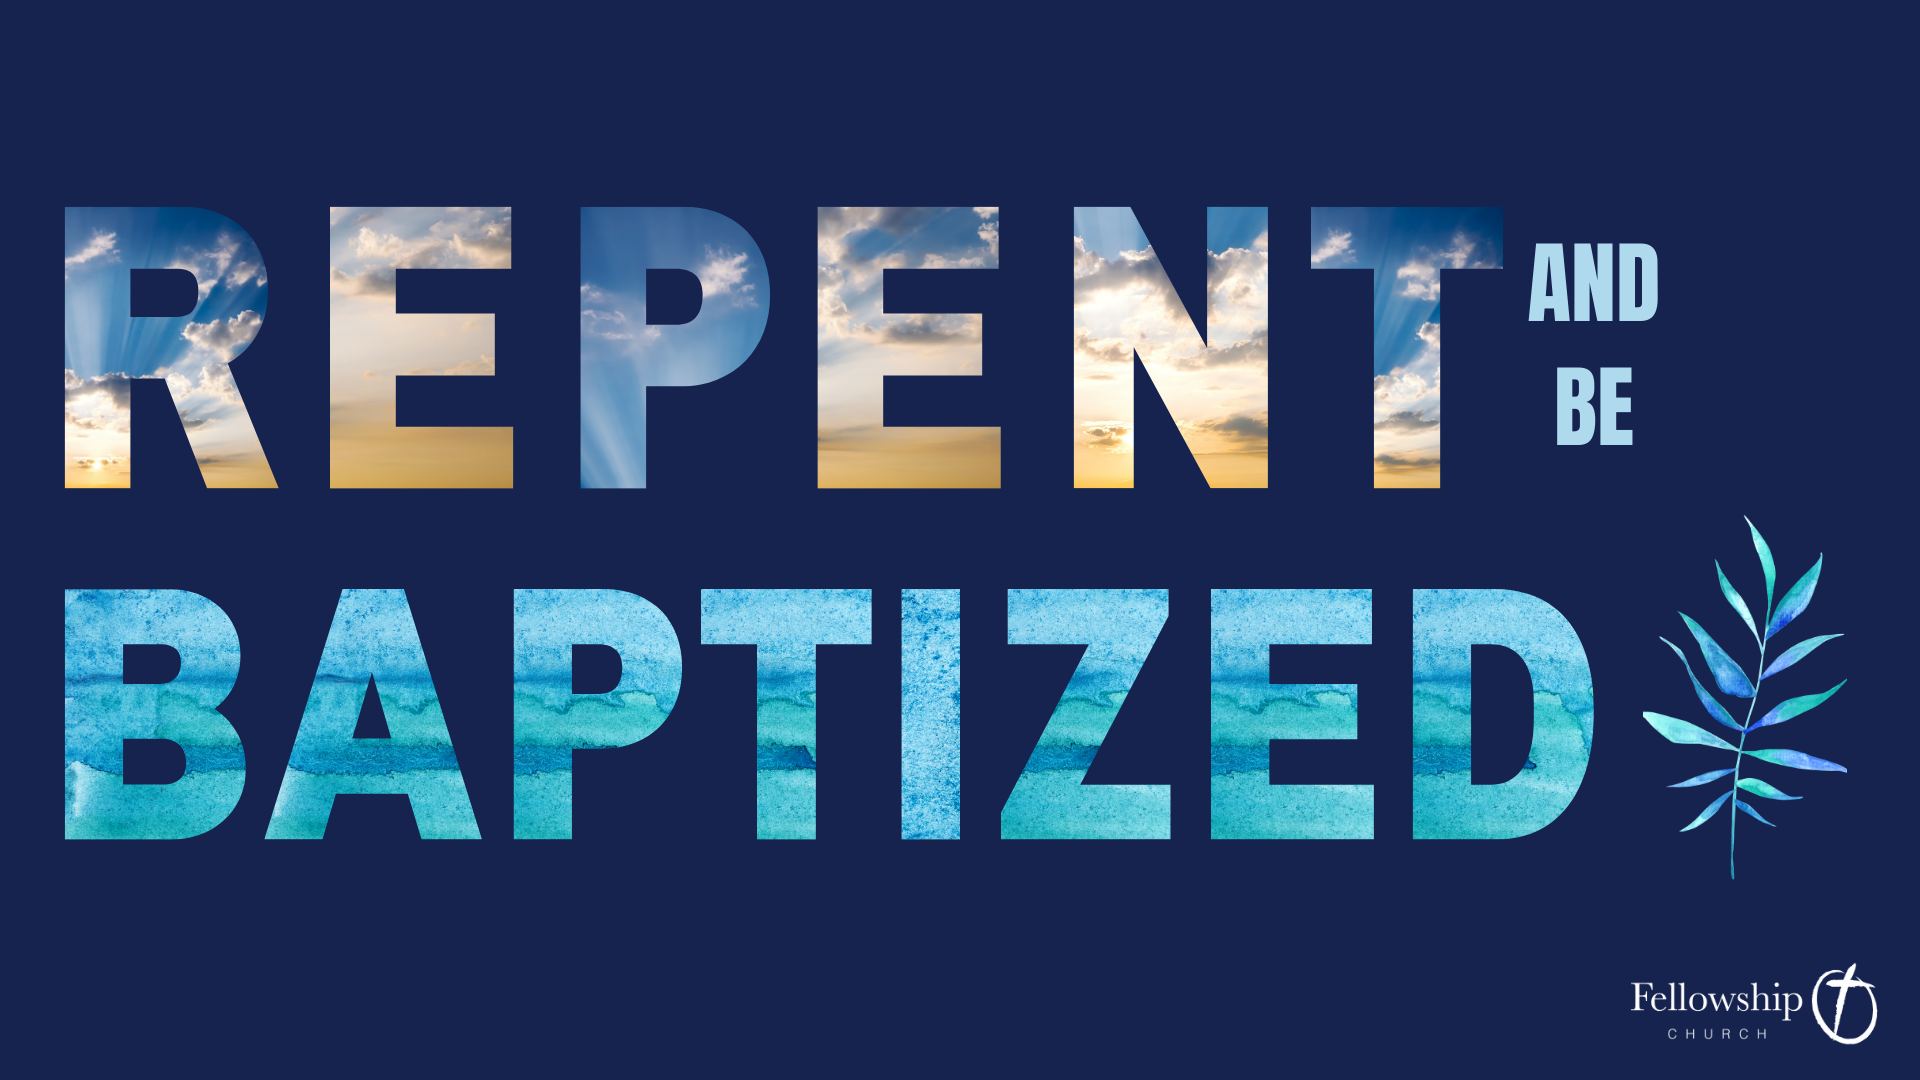 REPENT AND
BE
BAPTIZED
Fellowship
CHURCH